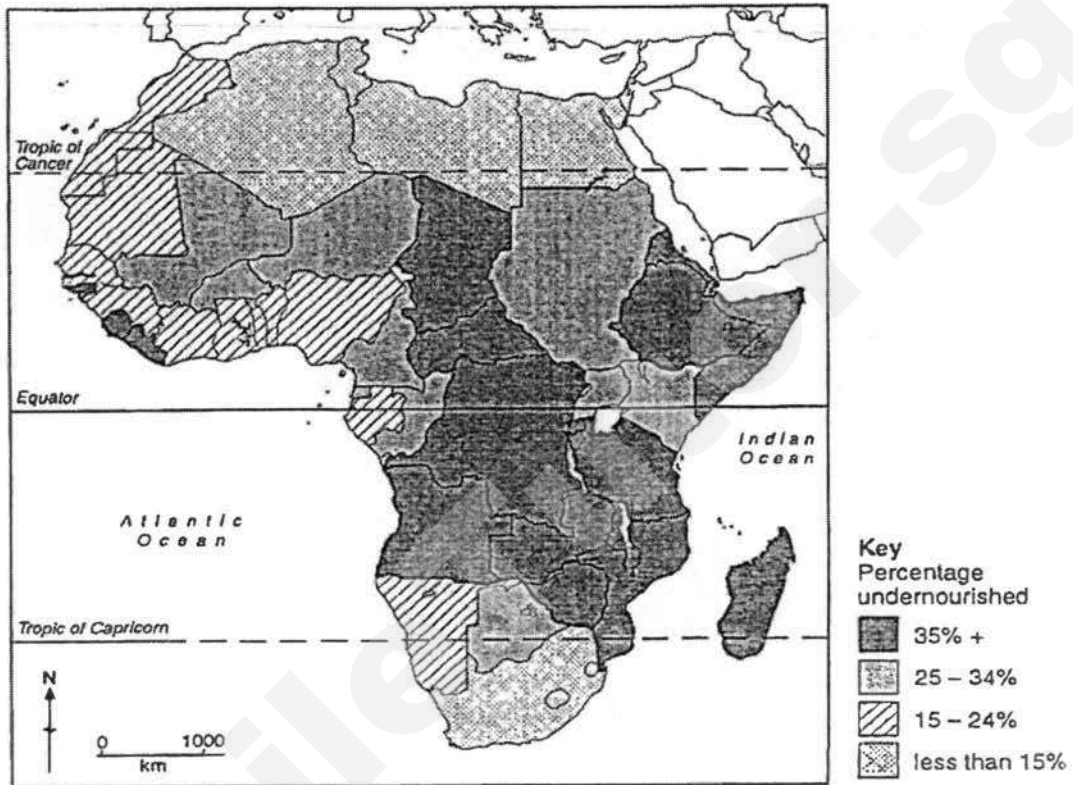 Tropic of
Cancer
Equator
Indian
Ocean
Atlantic
Ocean
Tropic of Capricorn
N
0 1000
km
Key
Percentage
undernourished
35% +
25 – 34%
15 – 24%
less than 15%